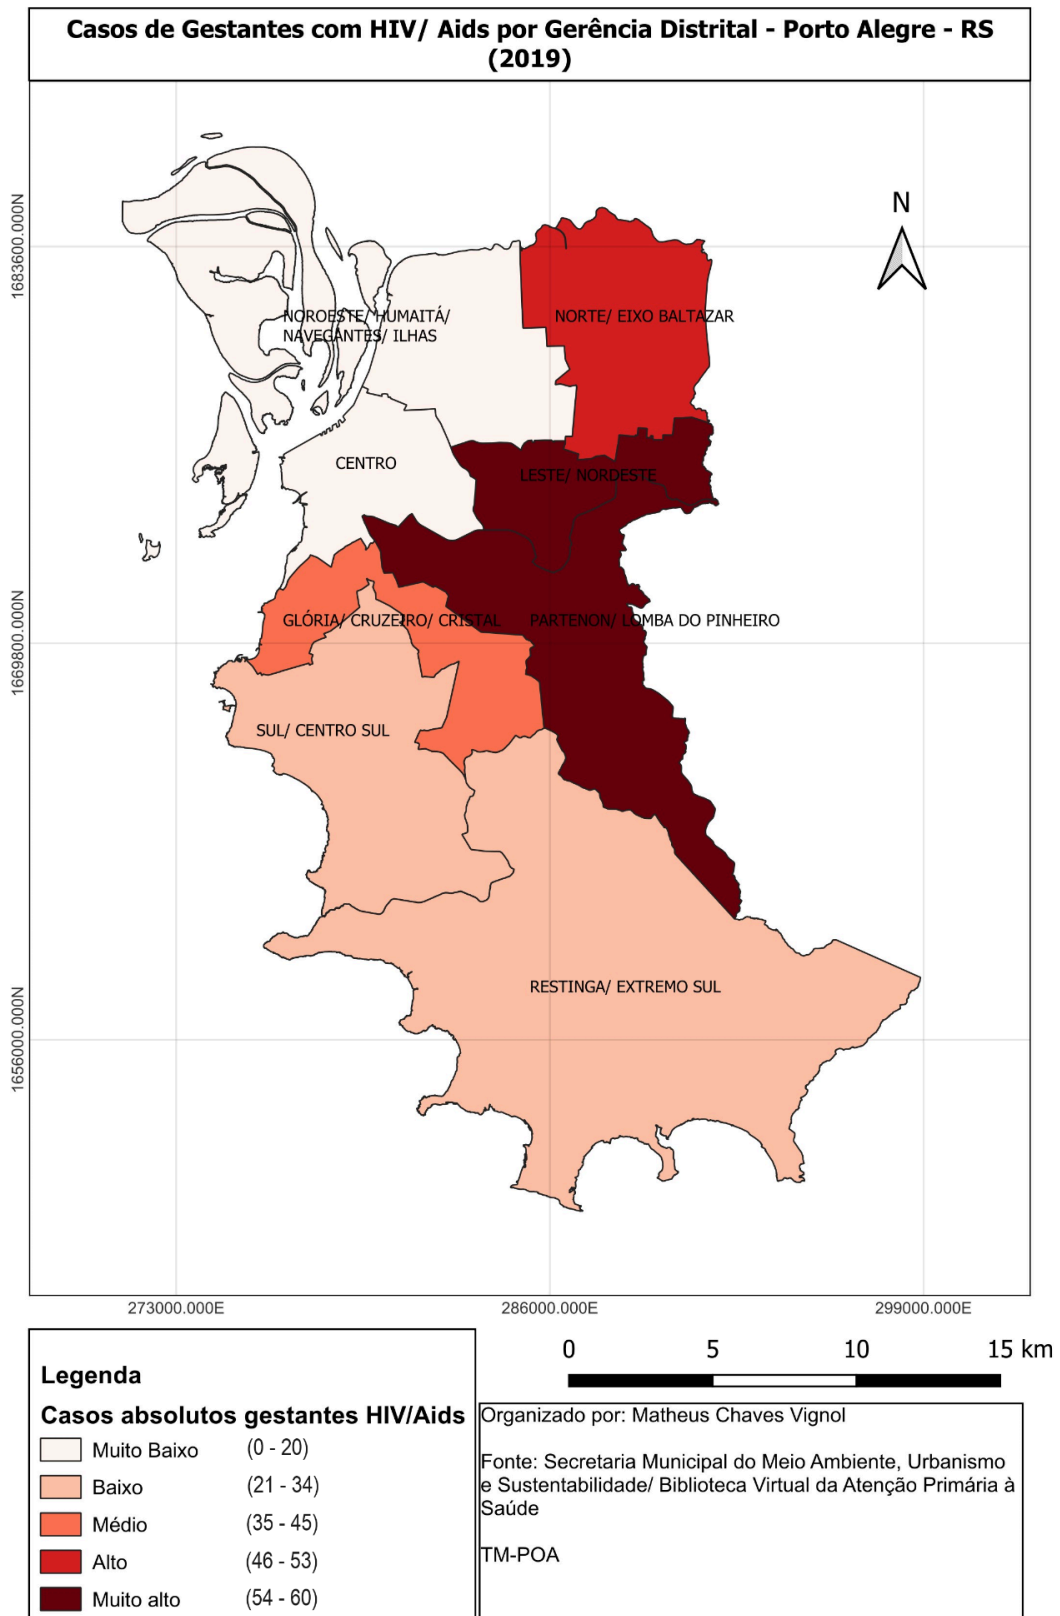 Casos de Gestantes com HIV/ Aids por Gerência Distrital - Porto Alegre - RS
(2019)
N
1683600.000N
NOROESTE/ HUMAITÁ/
NAVEGANTES/ ILHAS
NORTE/ EIXO BALTAZAR
CENTRO
LESTE/ NORDESTE
GLÓRIA/ CRUZEIRO/ CRISTAL
PARTENON/ LOMBA DO PINHEIRO
1669800.000N
SUL/ CENTRO SUL
RESTINGA/ EXTREMO SUL
1656000.000N
273000.000E
286000.000E
299000.000E
0 5 10 15 km
Legenda
Casos absolutos gestantes HIV/Aids
Muito Baixo (0 - 20)
Baixo (21 - 34)
Médio (35 - 45)
Alto (46 - 53)
Muito alto (54 - 60)
Organizado por: Matheus Chaves Vignol
Fonte: Secretaria Municipal do Meio Ambiente, Urbanismo
e Sustentabilidade/ Biblioteca Virtual da Atenção Primária à
Saúde
TM-POA